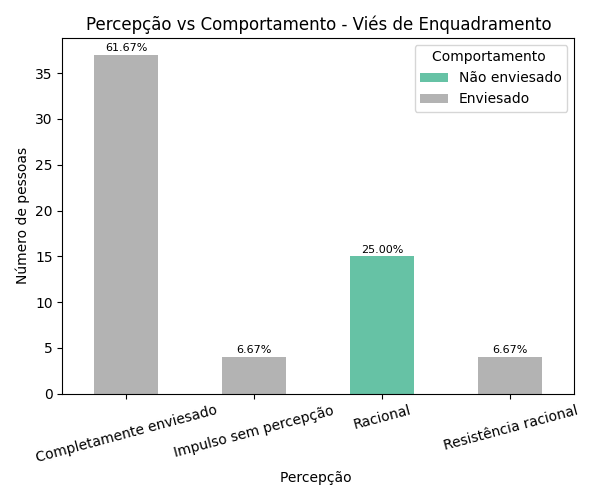 Percepção vs Comportamento - Viés de Enquadramento
Comportamento
Não enviesado
Enviesado
61.67%
6.67%
25.00%
6.67%
Número de pessoas
35
30
25
20
15
10
5
0
Completamente enviesado
Impulso sem percepção
Racional
Resistência racional
Percepção